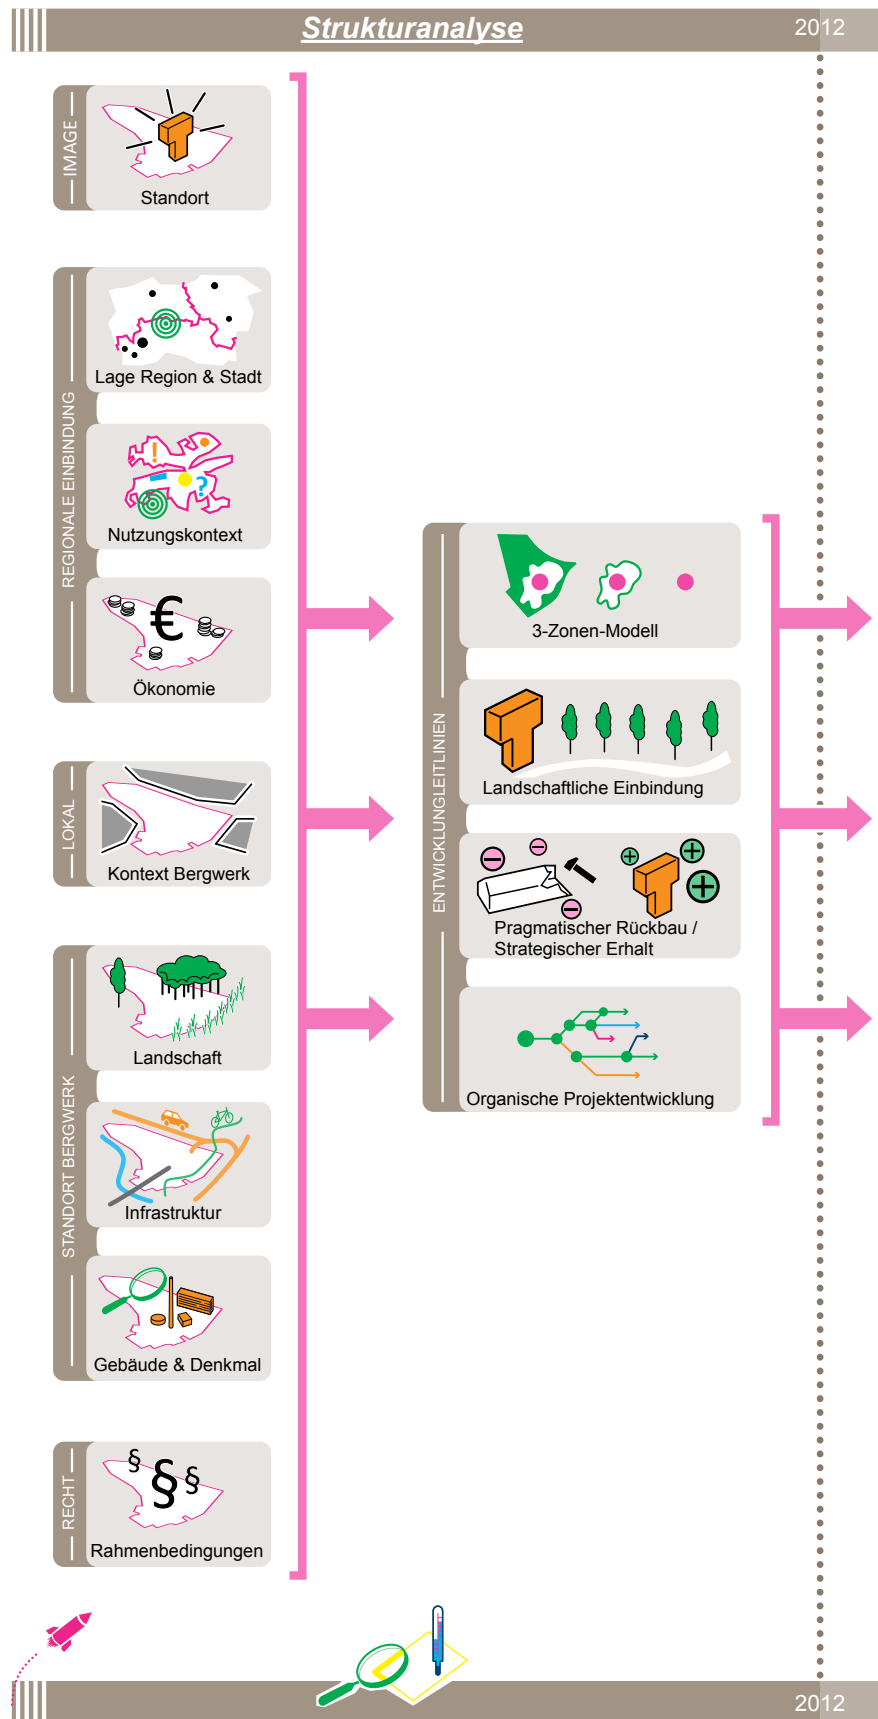 Strukturanalyse
2012
IMAGE
Standort
REGIONALE EINBINDUNG
Lage Region & Stadt
!
?
Nutzungskontext
€
Ökonomie
LOKAL
Kontext Bergwerk
STANDORT BERGWERK
Landschaft
Infrastruktur
Gebäude & Denkmal
RECHT
§ § §
Rahmenbedingungen
ENTWICKLUNGLEITLINIEN
3-Zonen-Modell
Landschaftliche Einbindung
Pragmatischer Rückbau /
Strategischer Erhalt
Organische Projektentwicklung
2012